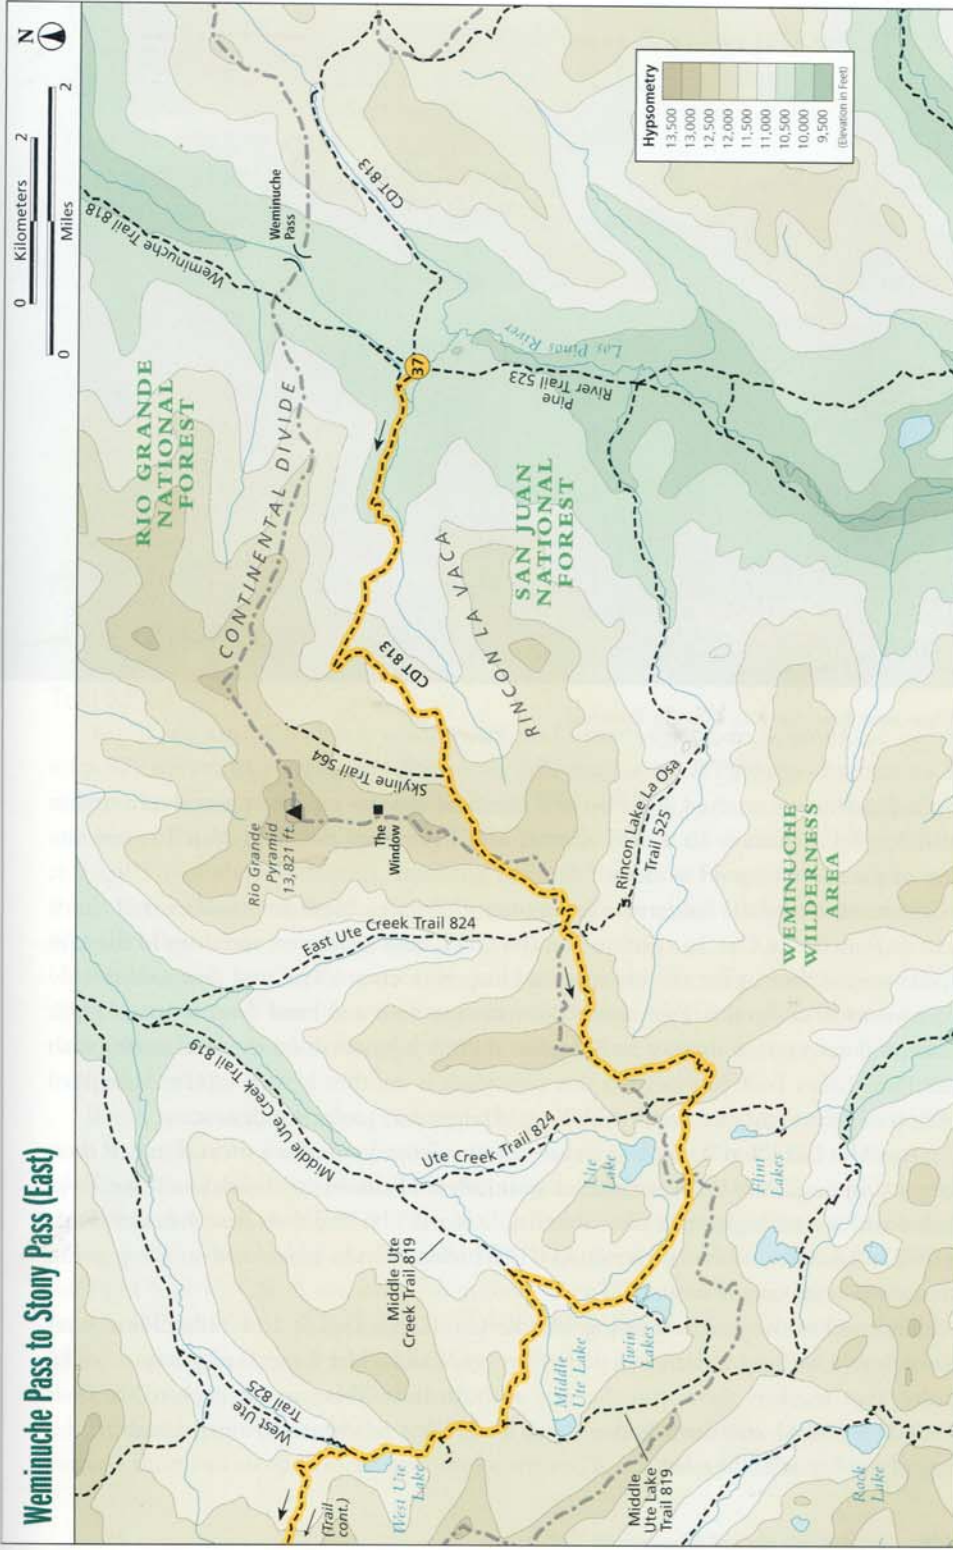 Weminuche Pass to Stony Pass (East)
N
0 Kilometers 2
0 Miles 2
Hypsometry
13,500
13,000
12,500
12,000
11,500
11,000
10,500
10,000
9,500
(Elevation in Feet)
RIO GRANDE
NATIONAL
FOREST
Weminuche Trail 818
Weminuche
Pass
CDT 813
CONTINENTAL DIVIDE
37
Los Pinos River
Pine
River Trail 523
SAN JUAN
NATIONAL
FOREST
RINCON LA VACA
CDT 813
Skyline Trail 564
Rio Grande
Pyramid
13,821 ft.
The
Window
Rincon Lake La Osa
Trail 525
WEMINUCHE
WILDERNESS
AREA
East Ute Creek Trail 824
Middle Ute Creek Trail 819
Ute Creek Trail 824
Ute
Lake
Flint
Lakes
Middle Ute
Creek Trail 819
Twin
Lakes
Middle
Ute Lake
West Ute
Trail 825
West Ute
Lake
(Trail
cont.)
Middle
Ute Lake
Trail 819
Rock
Lake